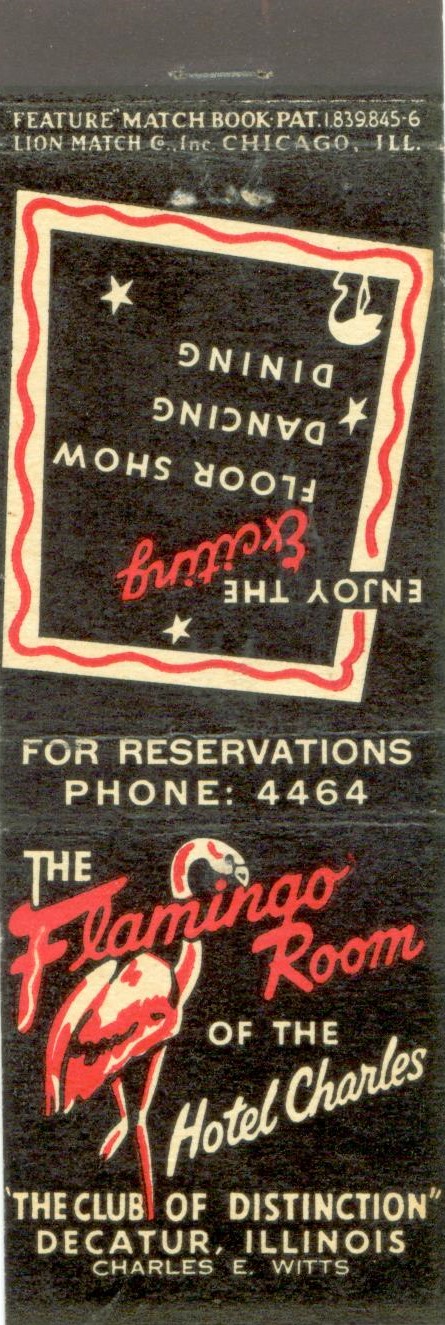 "FEATURE" MATCH BOOK·PAT. 1.839.845-6
LION MATCH Co., Inc. CHICAGO, ILL.
ENJOY THE
Exciting
FLOOR SHOW
DANCING
DINING
FOR RESERVATIONS
PHONE: 4464
THE
Flamingo
Room
OF THE
Hotel Charles
"THE CLUB OF DISTINCTION"
DECATUR, ILLINOIS
CHARLES E. WITTS